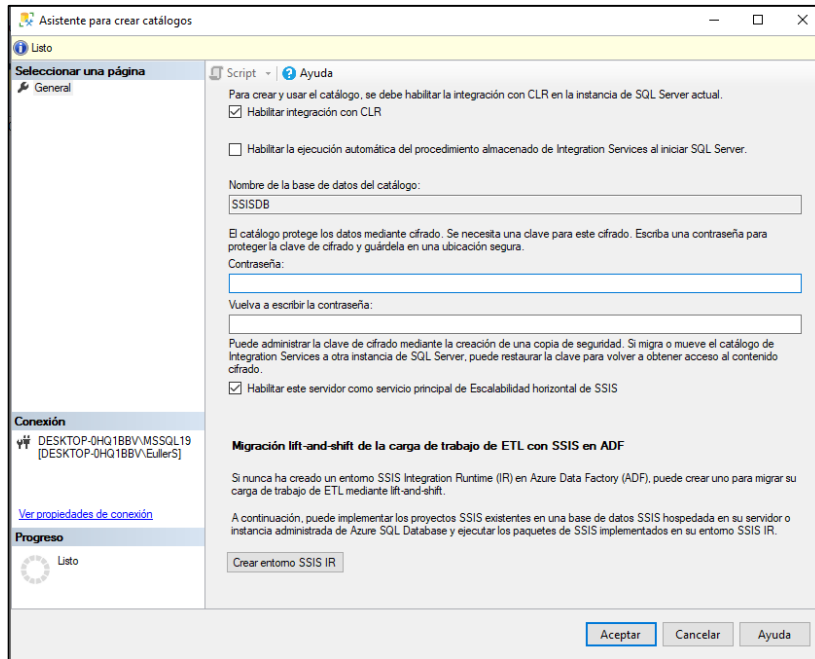 Asistente para crear catálogos
Listo
Seleccionar una página
General
Script
Ayuda
Para crear y usar el catálogo, se debe habilitar la integración con CLR en la instancia de SQL Server actual.
Habilitar integración con CLR
Habilitar la ejecución automática del procedimiento almacenado de Integration Services al iniciar SQL Server.
Nombre de la base de datos del catálogo:
SSISDB
El catálogo protege los datos mediante cifrado. Se necesita una clave para este cifrado. Escriba una contraseña para
proteger la clave de cifrado y guárdela en una ubicación segura.
Contraseña:
Vuelva a escribir la contraseña:
Puede administrar la clave de cifrado mediante la creación de una copia de seguridad. Si migra o mueve el catálogo de
Integration Services a otra instancia de SQL Server, puede restaurar la clave para volver a obtener acceso al contenido
cifrado.
Habilitar este servidor como servicio principal de Escalabilidad horizontal de SSIS
Conexión
DESKTOP-0HQ1BBV\MSSQL19
[DESKTOP-0HQ1BBV\EullerS]
Ver propiedades de conexión
Progreso
Listo
Migración lift-and-shift de la carga de trabajo de ETL con SSIS en ADF
Si nunca ha creado un entorno SSIS Integration Runtime (IR) en Azure Data Factory (ADF), puede crear uno para migrar su
carga de trabajo de ETL mediante lift-and-shift.
A continuación, puede implementar los proyectos SSIS existentes en una base de datos SSIS hospedada en su servidor o
instancia administrada de Azure SQL Database y ejecutar los paquetes de SSIS implementados en su entorno SSIS IR.
Crear entorno SSIS IR
Aceptar
Cancelar
Ayuda